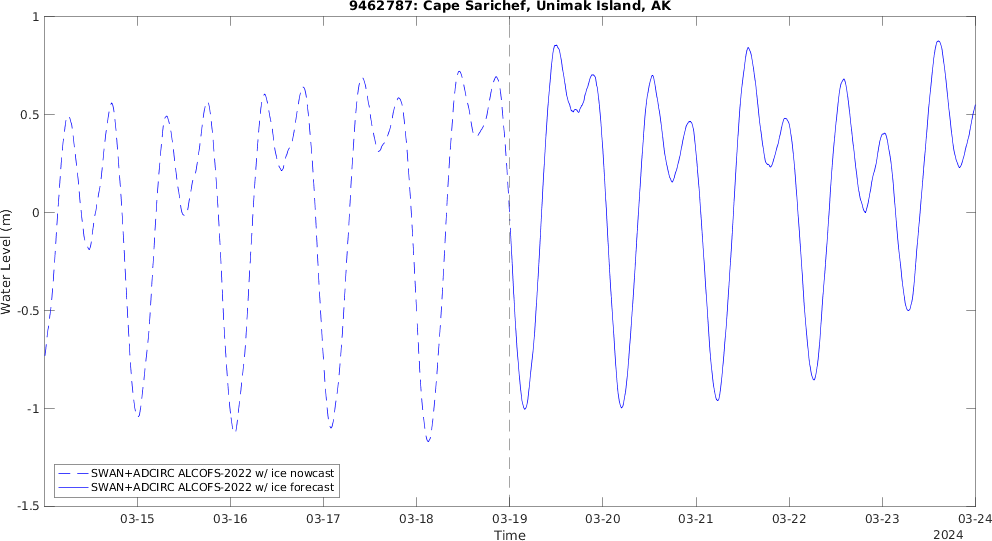 9462787: Cape Sarichef, Unimak Island, AK
1
0.5
0
-0.5
-1
-1.5
Water Level (m)
SWAN+ADCIRC ALCOFS-2022 w/ ice nowcast
SWAN+ADCIRC ALCOFS-2022 w/ ice forecast
03-15 03-16 03-17 03-18 03-19 03-20 03-21 03-22 03-23 03-24
Time
2024